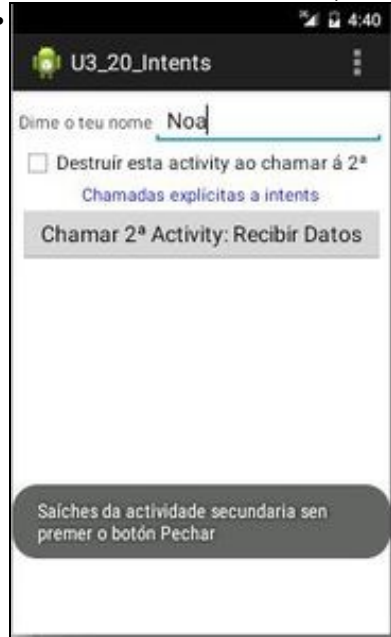 4:40
U3_20_Intents
Dime o teu nome Noa
Destruír esta activity ao chamar á 2ª
Chamadas explícitas a intents
Chamar 2ª Activity: Recibir Datos
Saíches da actividade secundaria sen
premer o botón Pechar